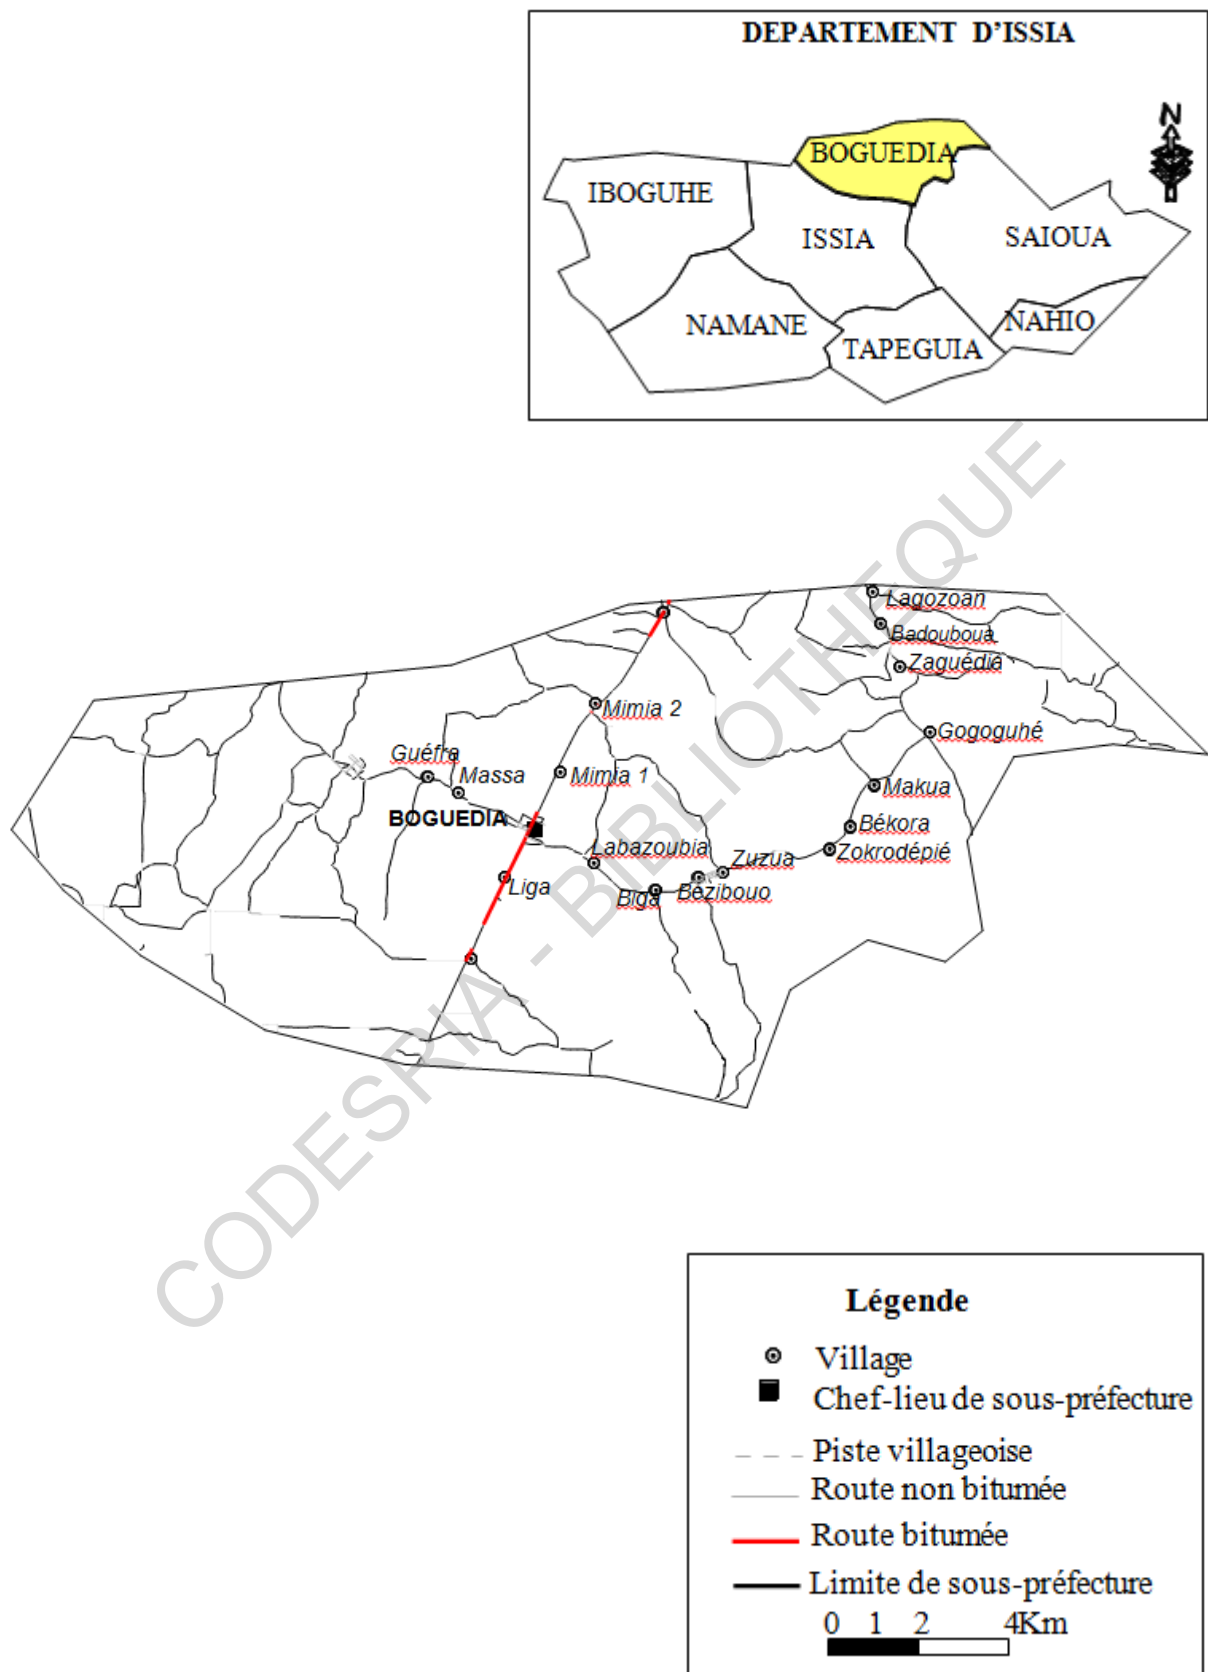 DEPARTEMENT D'ISSIA
N
BOGUEDIA
IBOGUHE
ISSIA
SAIOUA
NAMANE
NAHIO
TAPEGUIA
Lagozoan
Badouboua
Zaguédia
Mimia 2
Gogoguhé
Guéfra
Massa
Mimia 1
Makua
BOGUEDIA
Békora
Labazoubia
Zuzua
Zokrodépié
Liga
Biga
Bézibouo
CODESRIA - BIBLIOTHEQUE
Légende
Village
Chef-lieu de sous-préfecture
Piste villageoise
Route non bitumée
Route bitumée
Limite de sous-préfecture
0 1 2 4Km